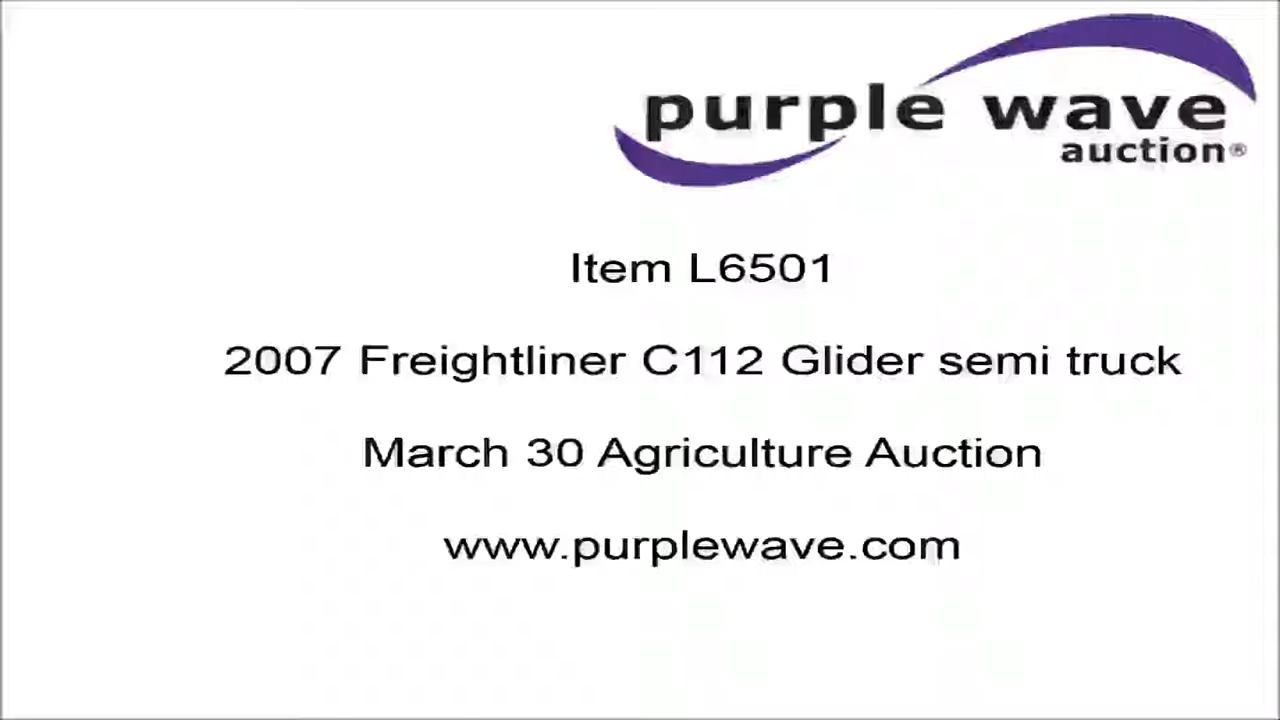 purple wave
auction®
Item L6501
2007 Freightliner C112 Glider semi truck
March 30 Agriculture Auction
www.purplewave.com